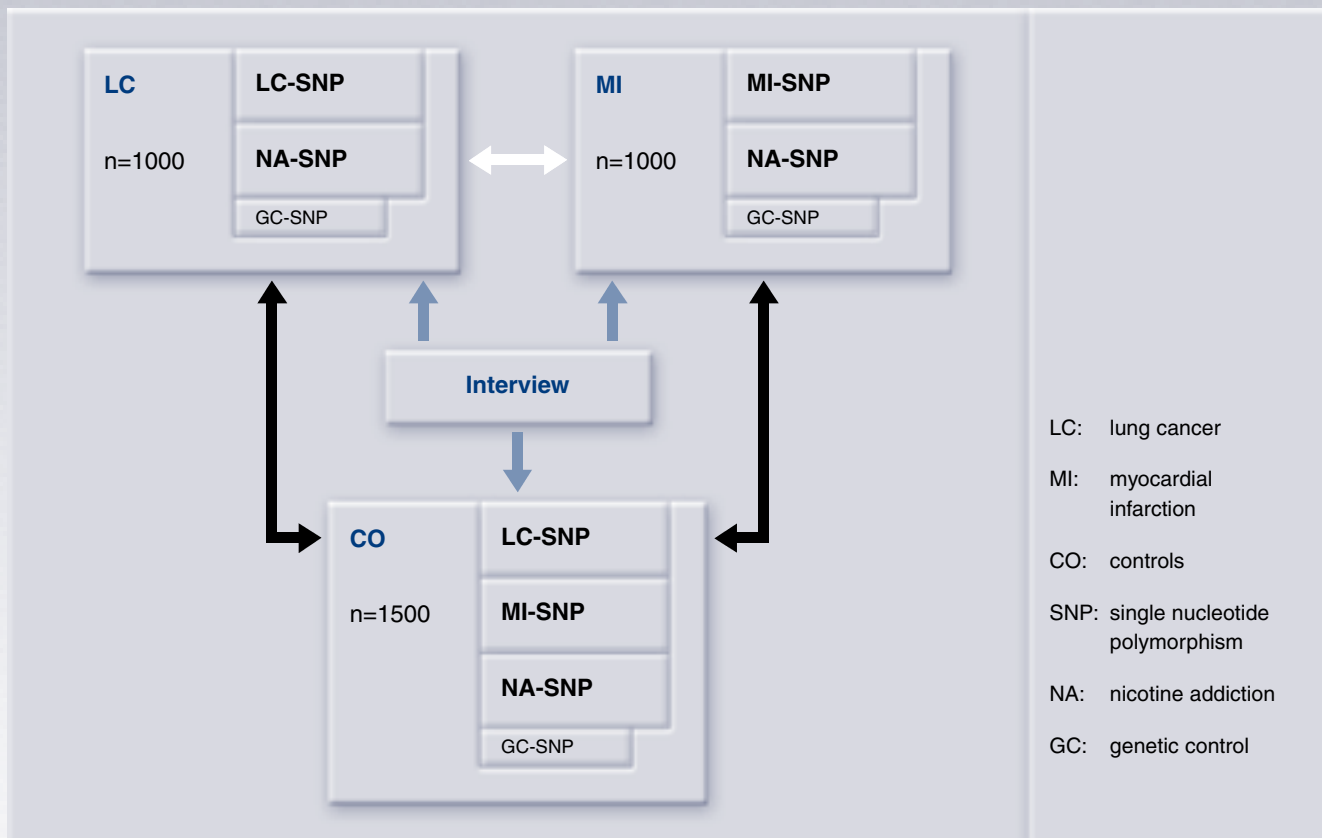 LC
LC-SNP
n=1000
NA-SNP
GC-SNP
MI
MI-SNP
n=1000
NA-SNP
GC-SNP
Interview
CO
LC-SNP
n=1500
MI-SNP
NA-SNP
GC-SNP
LC: lung cancer
MI: myocardial
infarction
CO: controls
SNP: single nucleotide
polymorphism
NA: nicotine addiction
GC: genetic control